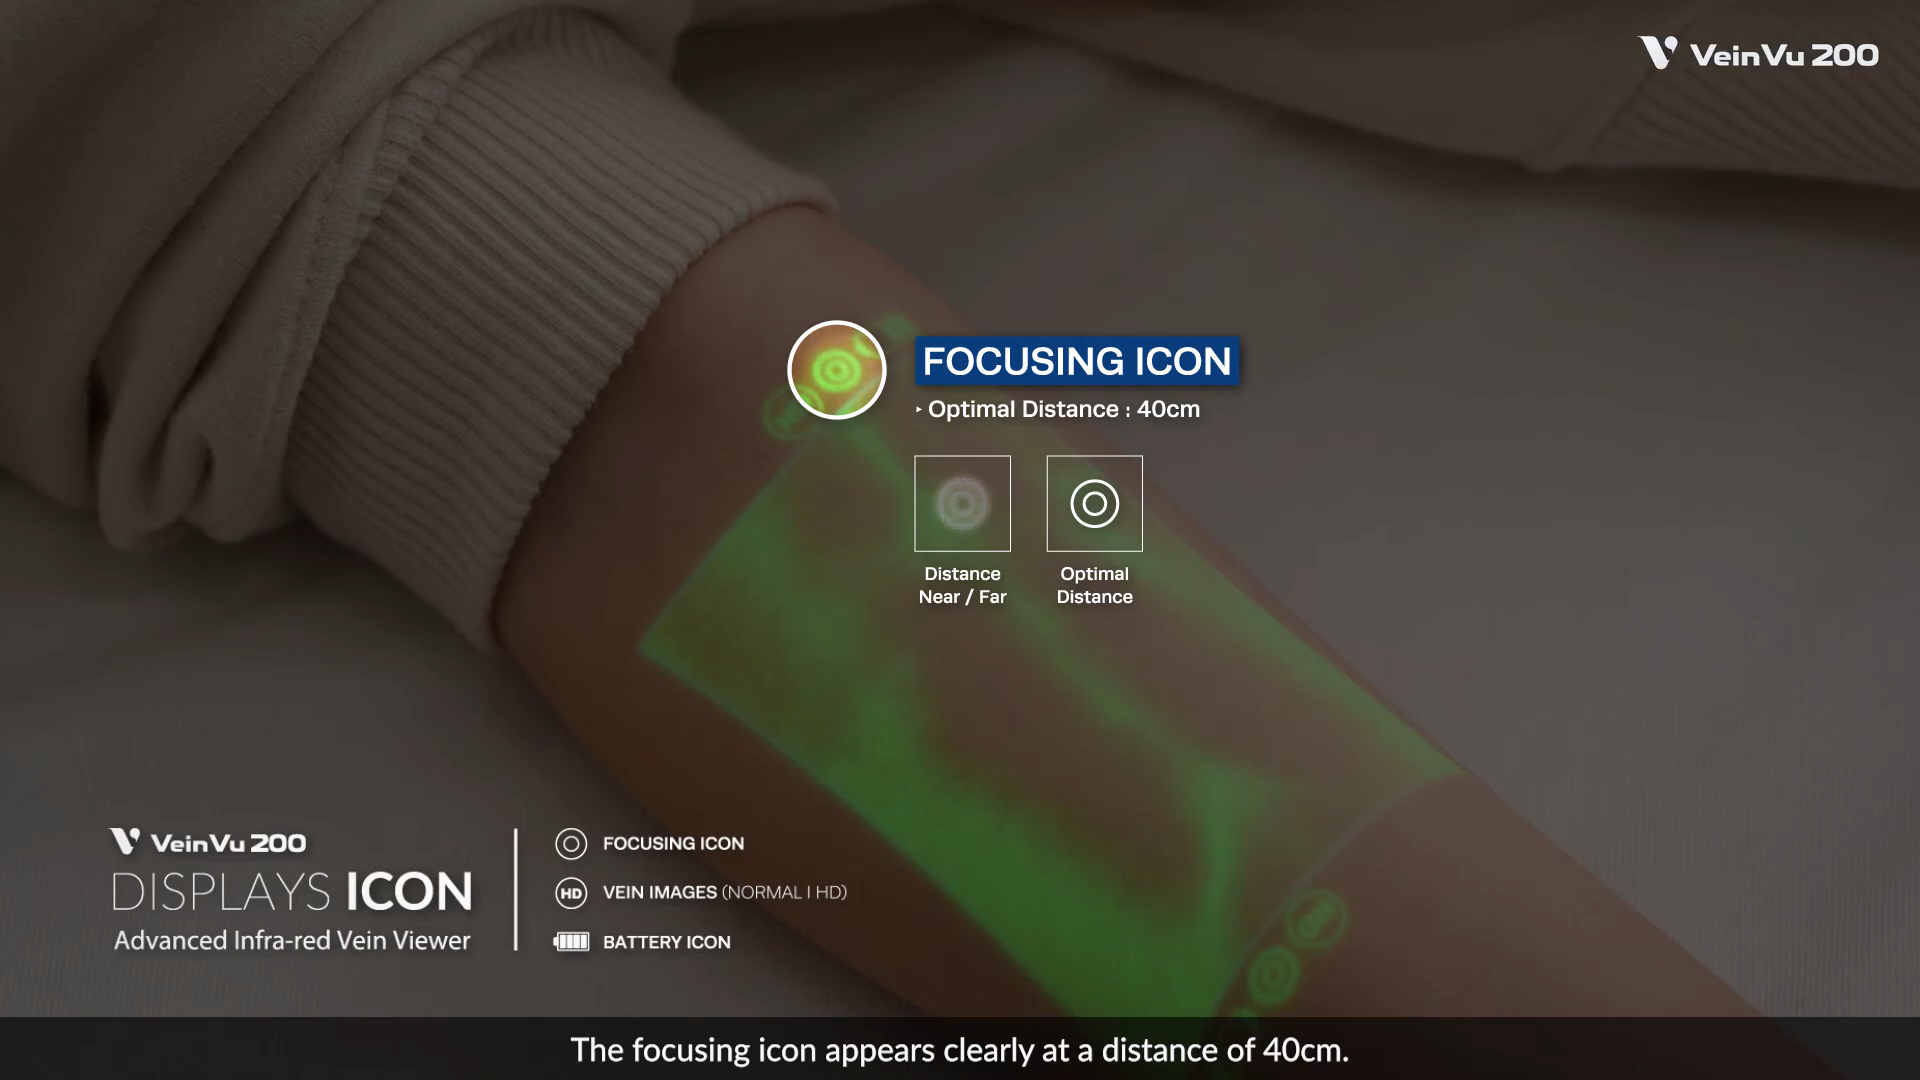 VeinVu 200
FOCUSING ICON
‣ Optimal Distance : 40cm
Distance
Near / Far
Optimal
Distance
VeinVu 200
DISPLAYS ICON
Advanced Infra-red Vein Viewer
FOCUSING ICON
HD VEIN IMAGES (NORMAL I HD)
BATTERY ICON
The focusing icon appears clearly at a distance of 40cm.